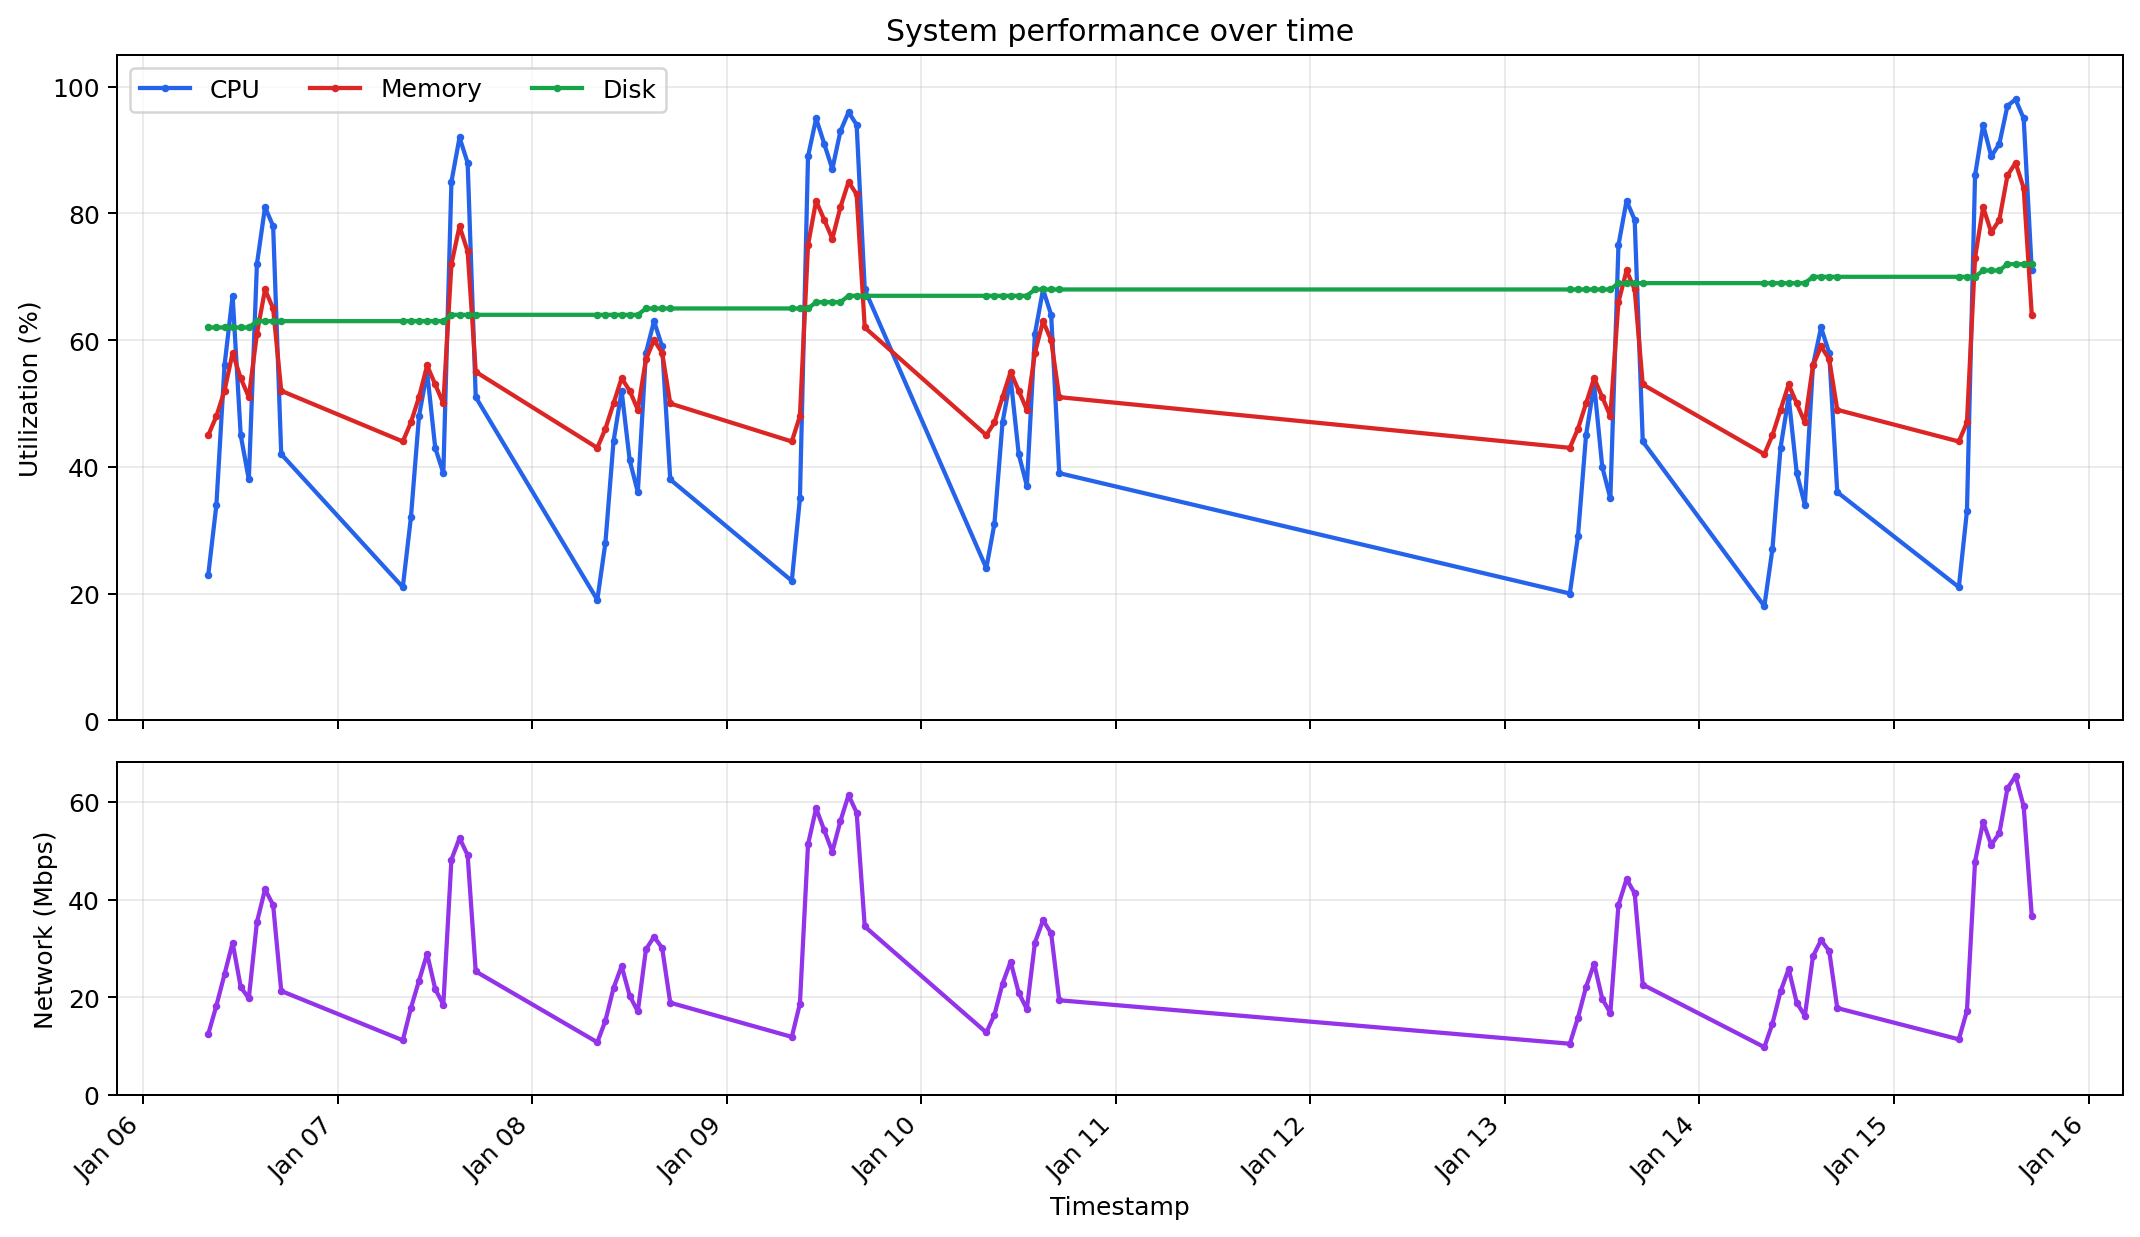 System performance over time
CPU Memory Disk
Utilization (%)
100
80
60
40
20
0
Network (Mbps)
60
40
20
0
Jan 06 Jan 07 Jan 08 Jan 09 Jan 10 Jan 11 Jan 12 Jan 13 Jan 14 Jan 15 Jan 16
Timestamp